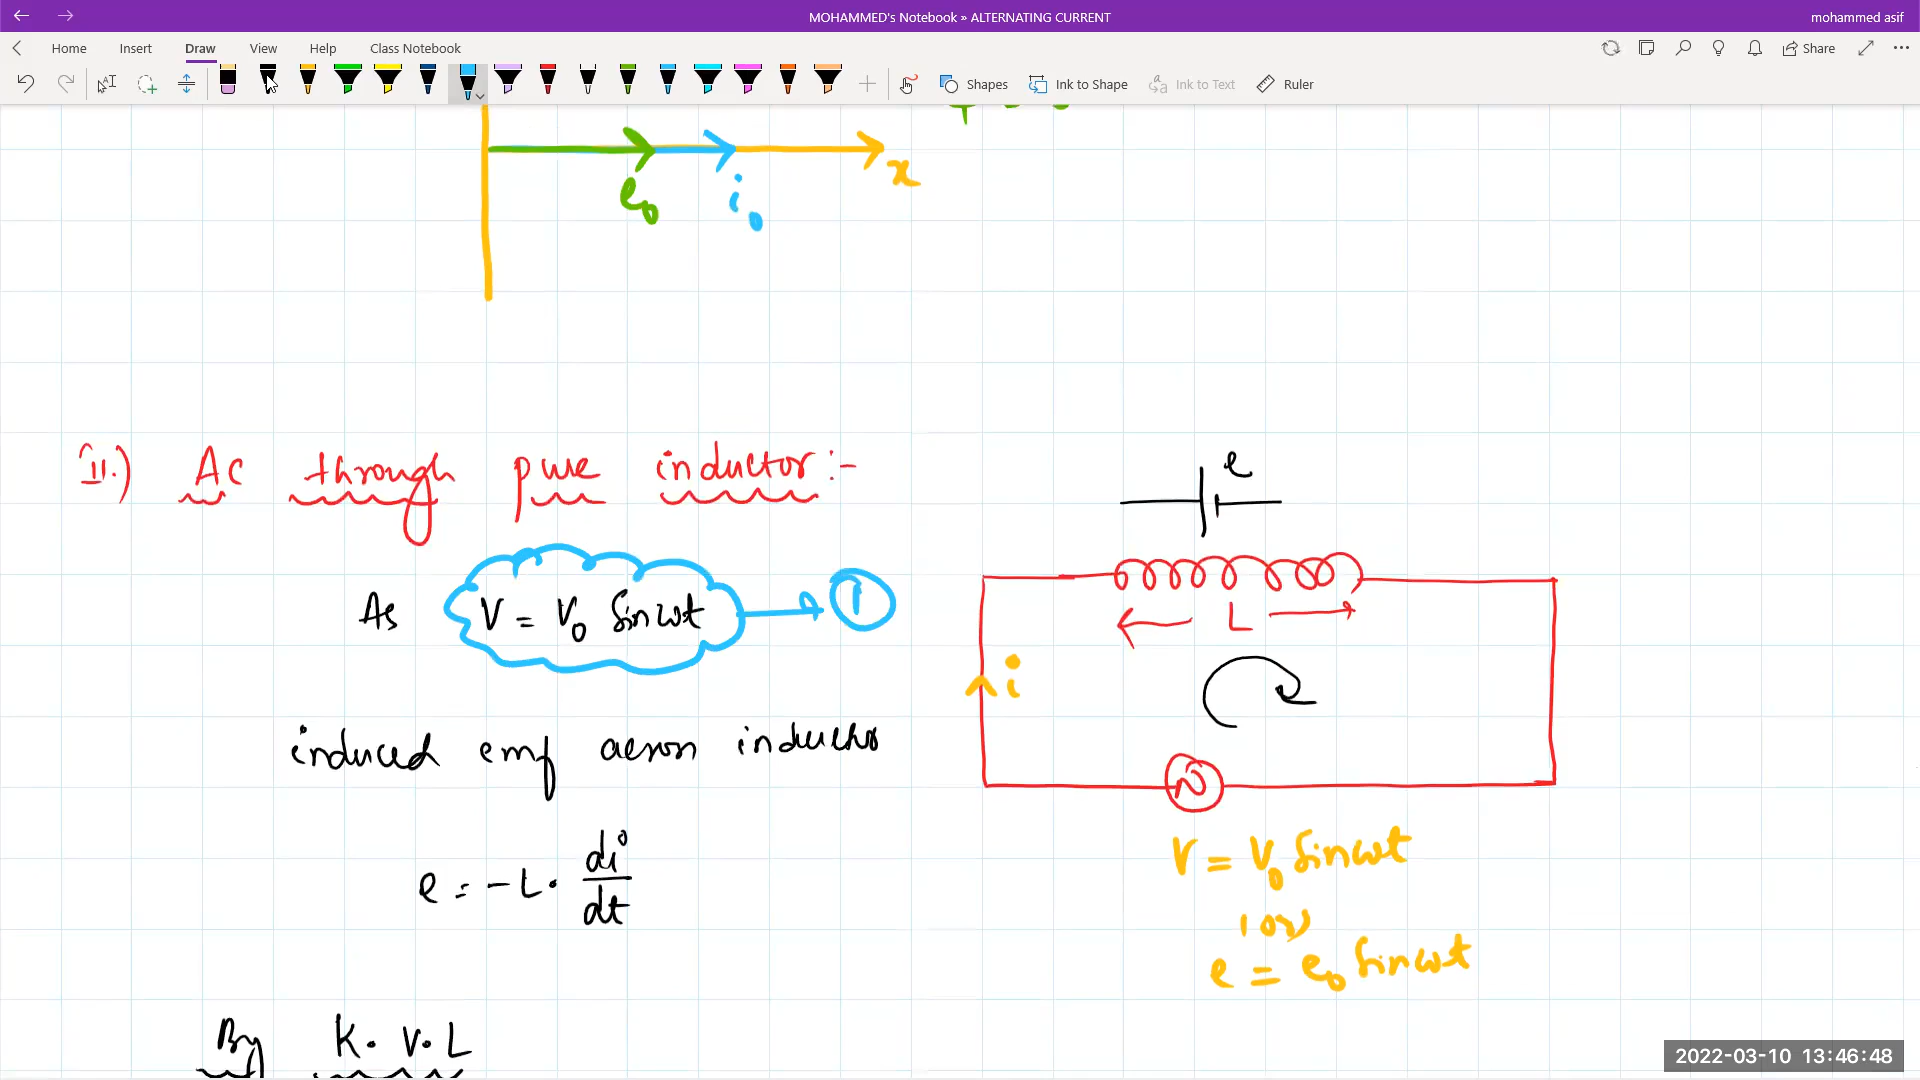 MOHAMMED's Notebook » ALTERNATING CURRENT
mohammed asif
Home Insert Draw View Help Class Notebook
Share
Shapes Ink to Shape Ink to Text Ruler
x
e₀ i₀
II.) AC through pure inductor :-
e
As V = V₀ Sinωt → 1
L
i
induced emf across inductor
e = -L. di/dt
V = V₀ Sinωt
(or)
e = e₀ Sinωt
By K. V. L
2022-03-10 13:46:48